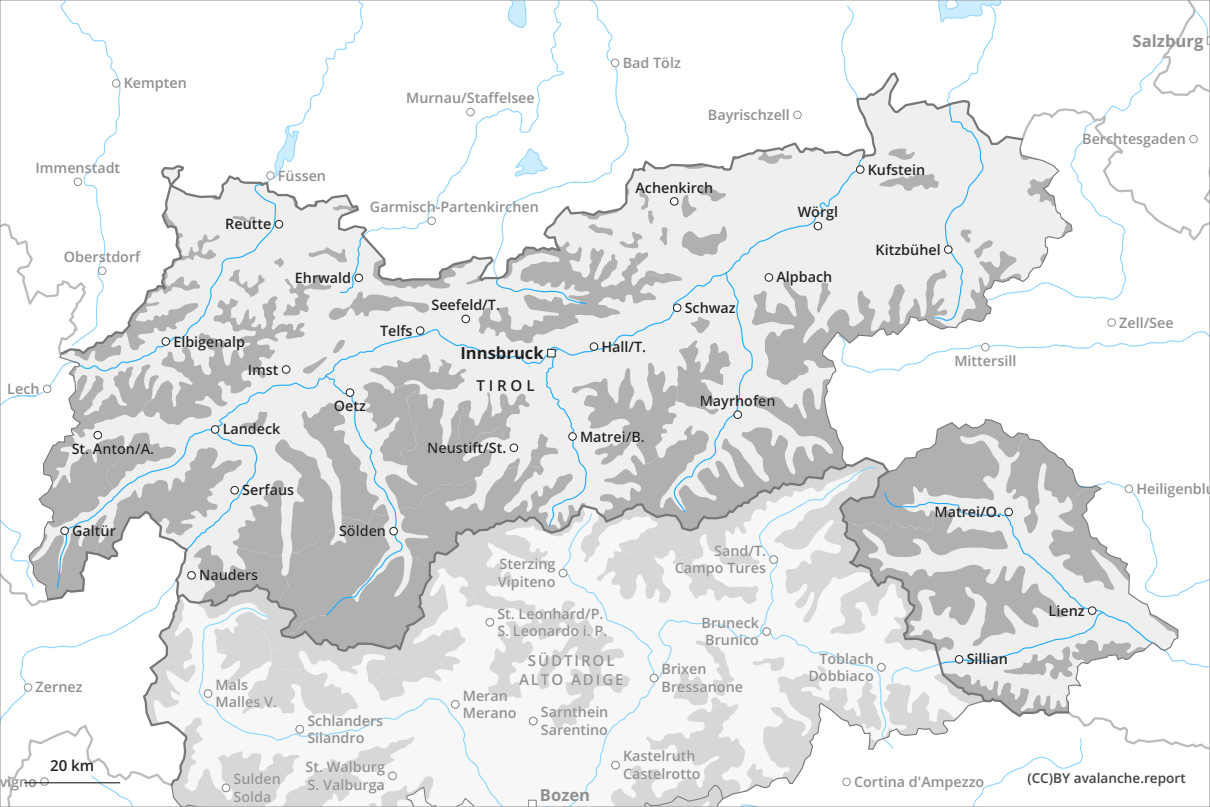 Salzburg
Bad Tölz
Kempten
Murnau/Staffelsee
Bayrischzell
Berchtesgaden
Immenstadt
Füssen
Kufstein
Achenkirch
Garmisch-Partenkirchen
Wörgl
Reutte
Kitzbühel
Oberstdorf
Ehrwald
Alpbach
Seefeld/T.
Schwaz
Zell/See
Telfs
Elbigenalp
Innsbruck
Hall/T.
Mittersill
Imst
TIROL
Lech
Oetz
Mayrhofen
Landeck
Matrei/B.
St. Anton/A.
Neustift/St.
Serfaus
Heiligenblu
Matrei/O.
Galtür
Sölden
Sand/T.
Campo Tures
Sterzing
Vipiteno
Nauders
Lienz
St. Leonhard/P.
S. Leonardo i. P.
Bruneck
Brunico
SÜDTIROL
ALTO ADIGE
Toblach
Dobbiaco
Sillian
Brixen
Bressanone
Zernez
Mals
Malles V.
Meran
Merano
Sarnthein
Sarentino
Schlanders
Silandro
Kastelruth
Castelrotto
St. Walburg
S. Valburga
20 km
vigno
Sulden
Solda
Cortina d'Ampezzo
(CC)BY avalanche.report
Bozen